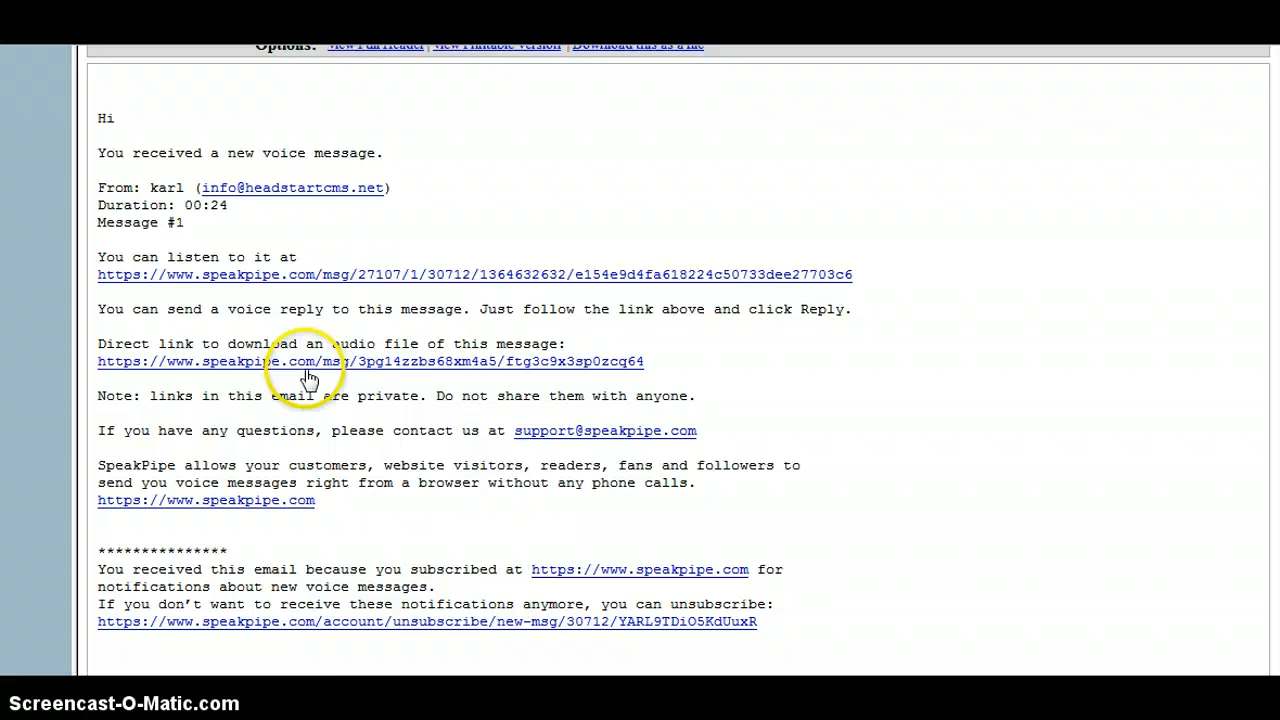 Options: View Full Header | View Printable Version | Download this as a file
Hi
You received a new voice message.
From: karl (info@headstartcms.net)
Duration: 00:24
Message #1
You can listen to it at
https://www.speakpipe.com/msg/27107/1/30712/1364632632/e154e9d4fa618224c50733dee27703c6
You can send a voice reply to this message. Just follow the link above and click Reply.
Direct link to download an audio file of this message:
https://www.speakpipe.com/msg/3pg14zzbs68xm4a5/ftg3c9x3sp0zcq64
Note: links in this email are private. Do not share them with anyone.
If you have any questions, please contact us at support@speakpipe.com
SpeakPipe allows your customers, website visitors, readers, fans and followers to
send you voice messages right from a browser without any phone calls.
https://www.speakpipe.com
***************
You received this email because you subscribed at https://www.speakpipe.com for
notifications about new voice messages.
If you don’t want to receive these notifications anymore, you can unsubscribe:
https://www.speakpipe.com/account/unsubscribe/new-msg/30712/YARL9TDiO5KdUuxR
Screencast-O-Matic.com